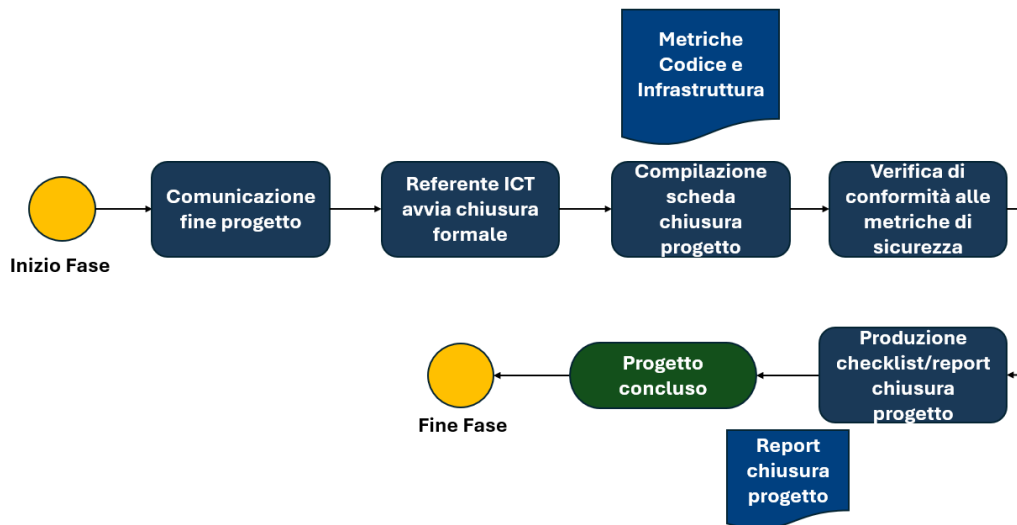 Metriche
Codice e
Infrastruttura
Inizio Fase
Comunicazione
fine progetto
Referente ICT
avvia chiusura
formale
Compilazione
scheda
chiusura
progetto
Verifica di
conformità alle
metriche di
sicurezza
Produzione
checklist/report
chiusura
progetto
Progetto
concluso
Fine Fase
Report
chiusura
progetto